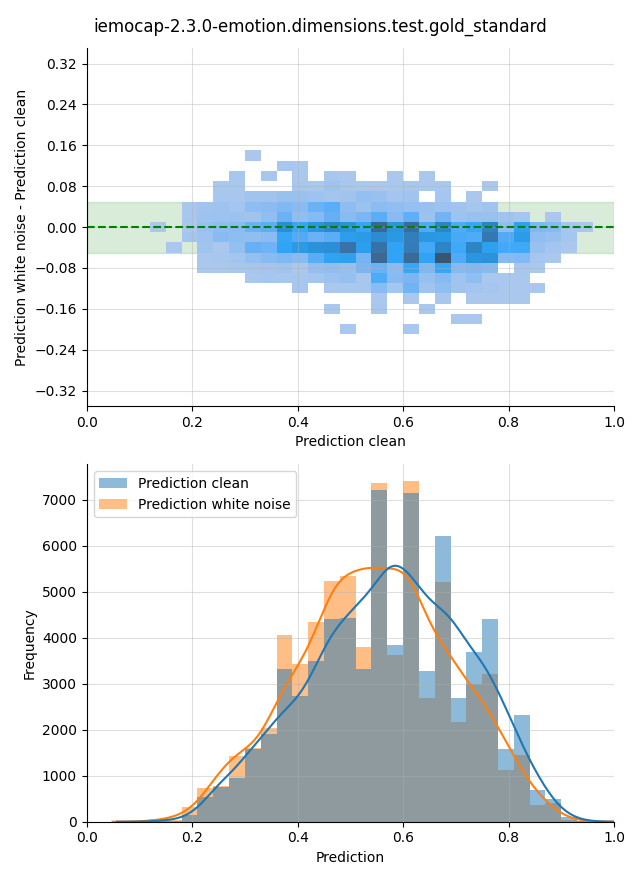 iemocap-2.3.0-emotion.dimensions.test.gold_standard
Prediction white noise - Prediction clean
0.32
0.24
0.16
0.08
0.00
−0.08
−0.16
−0.24
−0.32
0.0 0.2 0.4 0.6 0.8 1.0
Prediction clean
Prediction clean
Prediction white noise
Frequency
7000
6000
5000
4000
3000
2000
1000
0
0.0 0.2 0.4 0.6 0.8 1.0
Prediction